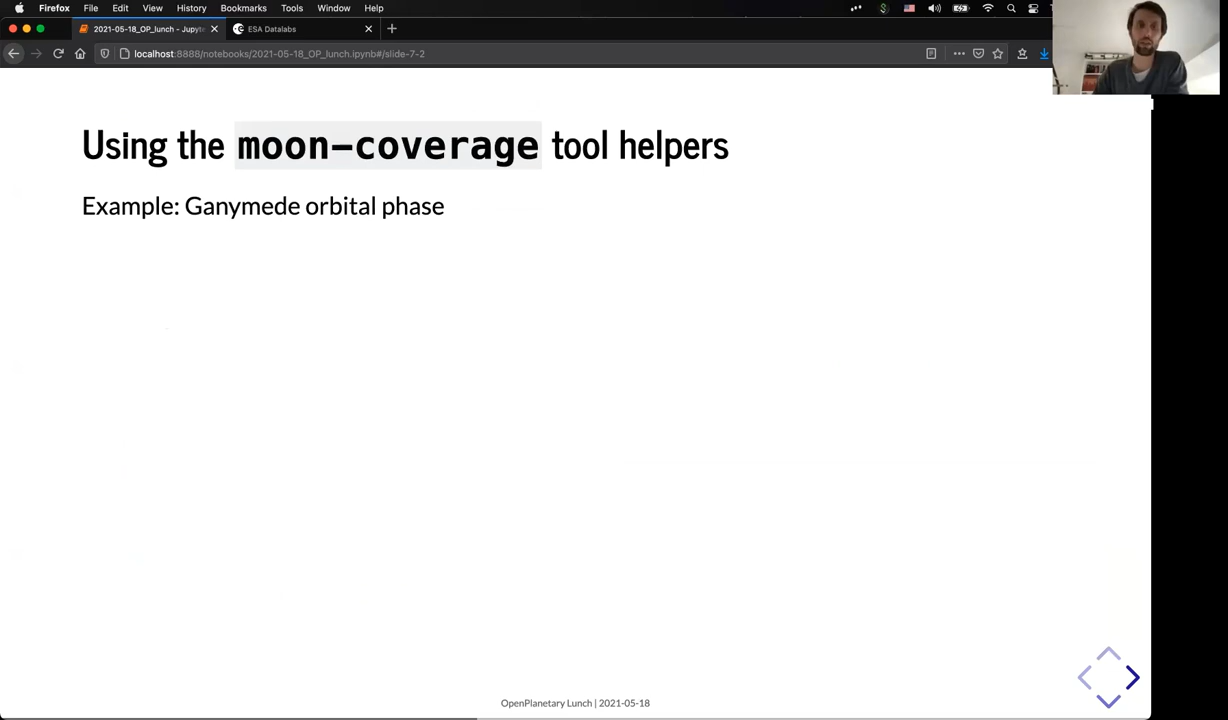 Firefox File Edit View History Bookmarks Tools Window Help
2021-05-18_OP_lunch - Jupyte
ESA Datalabs
localhost:8888/notebooks/2021-05-18_OP_lunch.ipynb#/slide-7-2
Using the moon-coverage tool helpers
Example: Ganymede orbital phase
OpenPlanetary Lunch | 2021-05-18